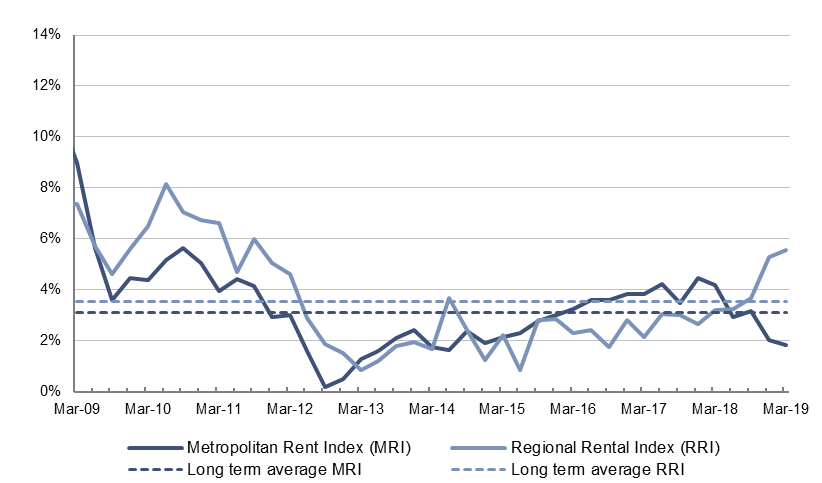 14%
12%
10%
8%
6%
4%
2%
0%
Mar-09 Mar-10 Mar-11 Mar-12 Mar-13 Mar-14 Mar-15 Mar-16 Mar-17 Mar-18 Mar-19
Metropolitan Rent Index (MRI) Regional Rental Index (RRI)
Long term average MRI Long term average RRI